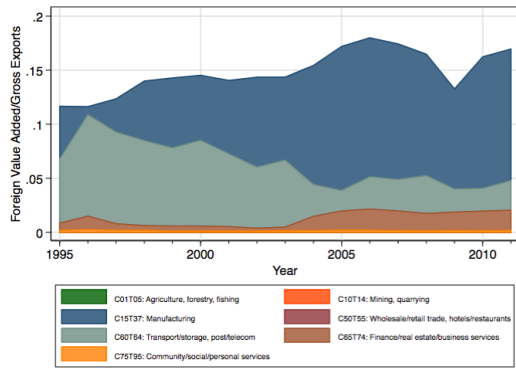 Foreign Value Added/Gross Exports
.2
.15
.1
.05
0
1995
2000
2005
2010
Year
C01T05: Agriculture, forestry, fishing
C10T14: Mining, quarrying
C15T37: Manufacturing
C50T55: Wholesale/retail trade, hotels/restaurants
C60T64: Transport/storage, post/telecom
C65T74: Finance/real estate/business services
C75T95: Community/social/personal services